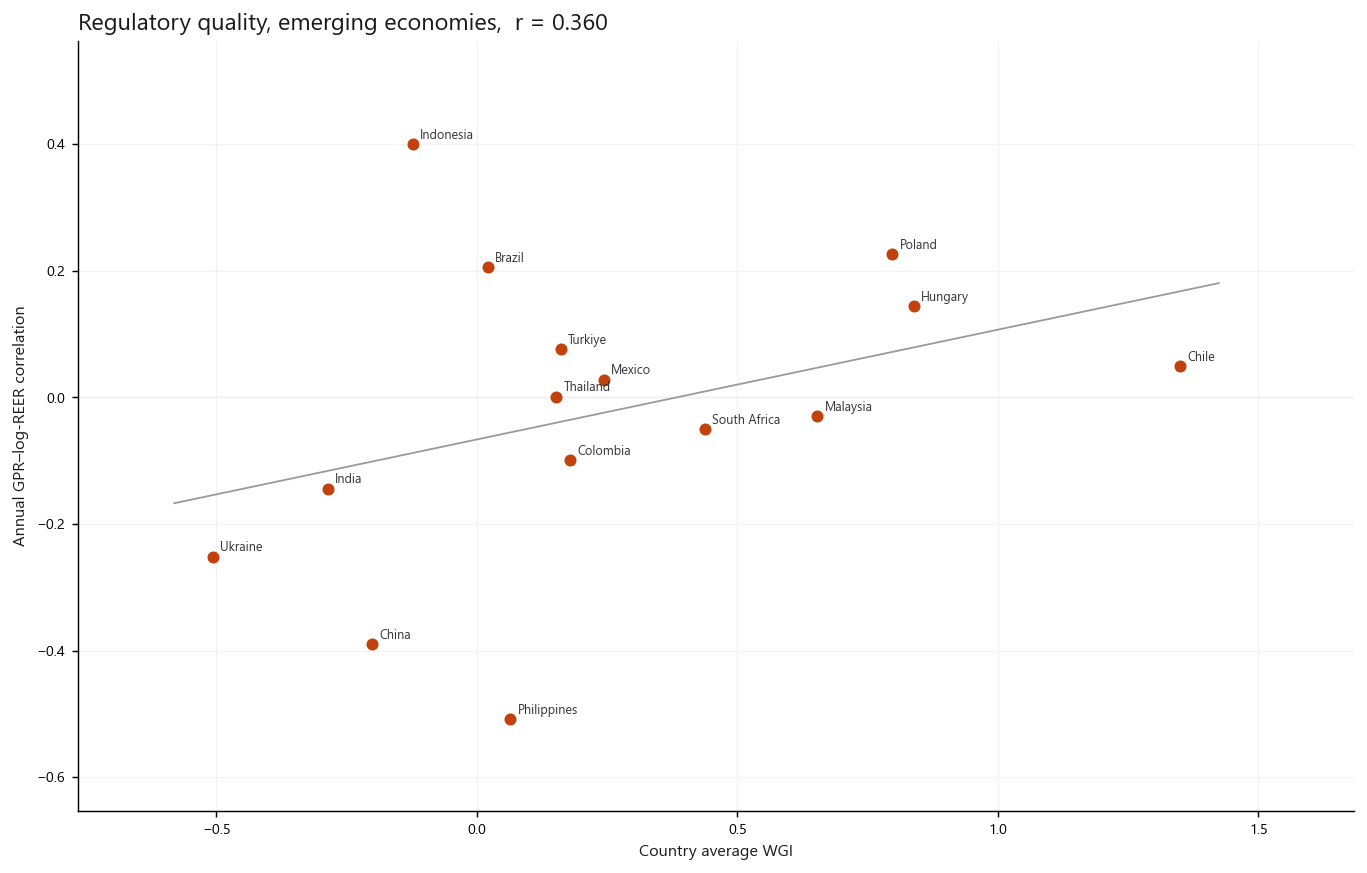 Regulatory quality, emerging economies,  r = 0.360
Annual GPR–log-REER correlation
0.4
0.2
0.0
−0.2
−0.4
−0.6
Indonesia
Brazil
Poland
Hungary
Turkiye
Mexico
Chile
Thailand
Malaysia
South Africa
Colombia
India
Ukraine
China
Philippines
−0.5
0.0
0.5
1.0
1.5
Country average WGI